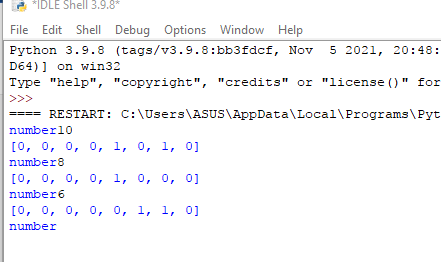 *IDLE Shell 3.9.8*
File Edit Shell Debug Options Window Help
Python 3.9.8 (tags/v3.9.8:bb3fdcf, Nov  5 2021, 20:48:
D64)] on win32
Type "help", "copyright", "credits" or "license()" for
>>>
==== RESTART: C:\Users\ASUS\AppData\Local\Programs\Pyt
number10
[0, 0, 0, 0, 1, 0, 1, 0]
number8
[0, 0, 0, 0, 1, 0, 0, 0]
number6
[0, 0, 0, 0, 0, 1, 1, 0]
number